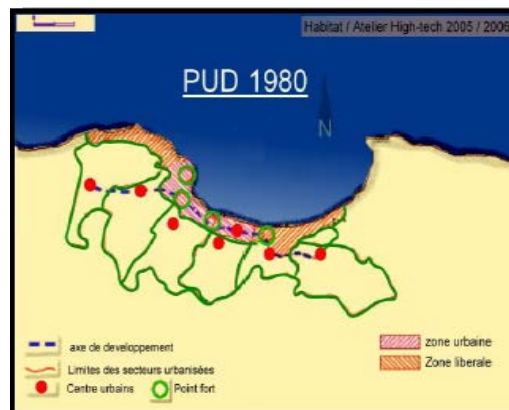 Habitat / Atelier High-tech 2005 / 2006
PUD 1980
N
axe de developpement
Limites des secteurs urbanisées
Centre urbains
Point fort
zone urbaine
Zone liberale